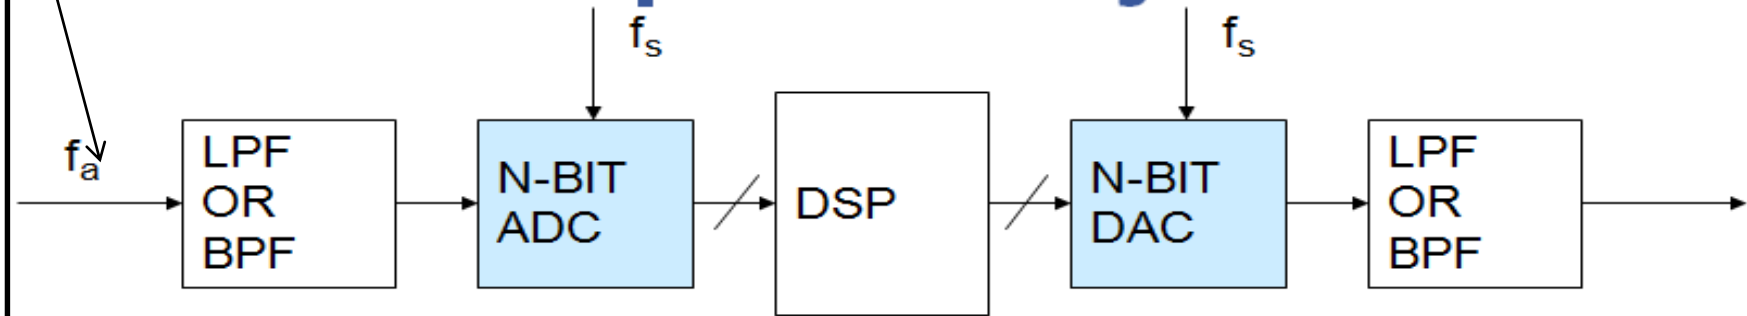 fs
fs
fa
LPF
OR
BPF
N-BIT
ADC
DSP
N-BIT
DAC
LPF
OR
BPF